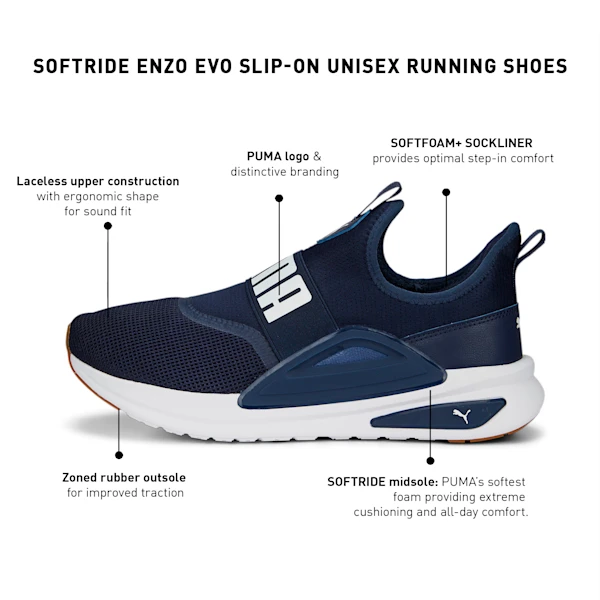 SOFTRIDE ENZO EVO SLIP-ON UNISEX RUNNING SHOES
SOFTFOAM+ SOCKLINER
provides optimal step-in comfort
PUMA logo &
distinctive branding
Laceless upper construction
with ergonomic shape
for sound fit
MA
Zoned rubber outsole
for improved traction
SOFTRIDE midsole: PUMA's softest
foam providing extreme
cushioning and all-day comfort.